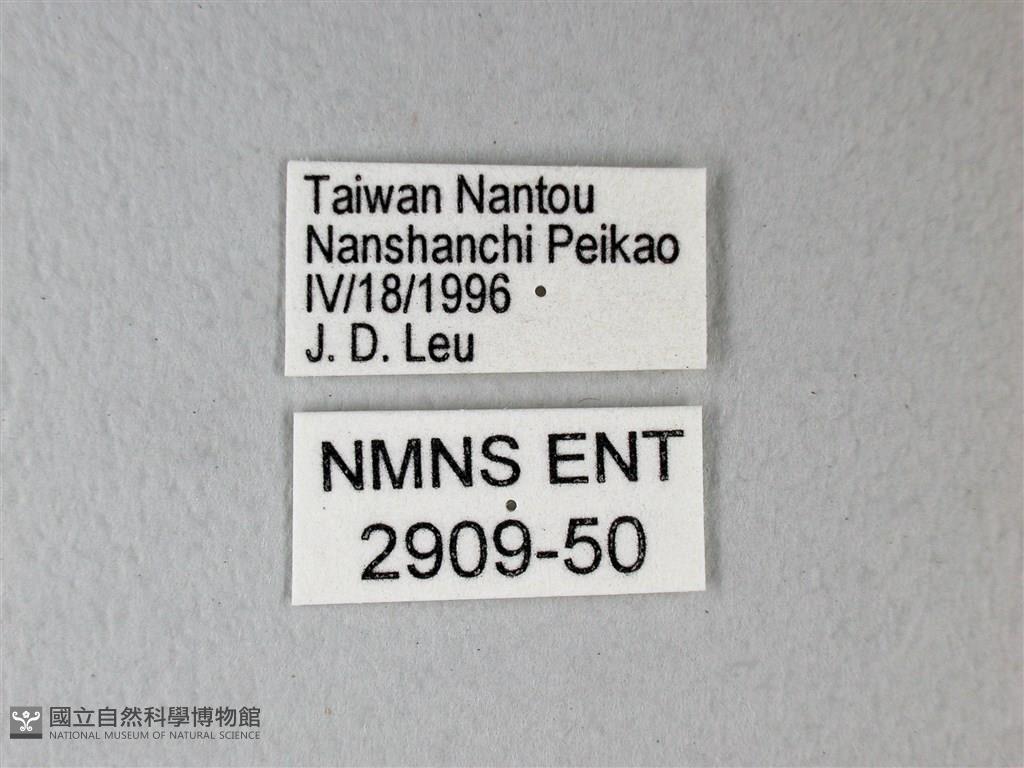 Taiwan Nantou
Nanshanchi Peikao
IV/18/1996
J. D. Leu
NMNS ENT
2909-50
國立自然科學博物館
NATIONAL MUSEUM OF NATURAL SCIENCE